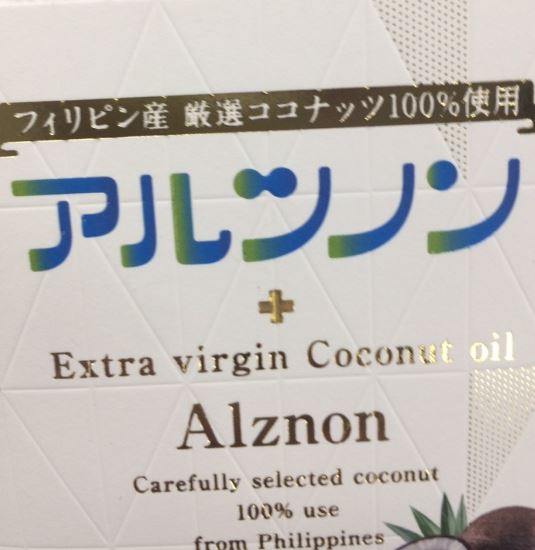 フィリピン産 厳選ココナッツ100%使用
アルツノン
+
Extra virgin Coconut oil
Alznon
Carefully selected coconut
100% use
from Philippines